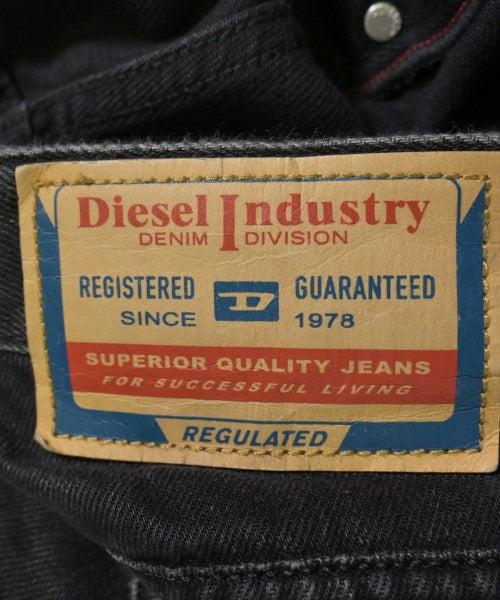 Diesel Industry
DENIM DIVISION
REGISTERED D GUARANTEED
SINCE 1978
SUPERIOR QUALITY JEANS
FOR SUCCESSFUL LIVING
REGULATED